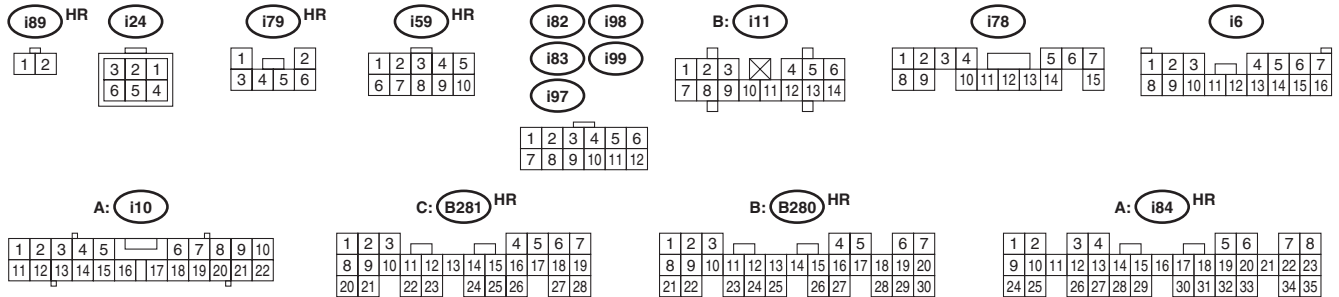 i89 HR i24 i79 HR i59 HR i82 i98 B: i11 i78 i6
i83 i99
i97
1 2
3 2 1
6 5 4
1 2
3 4 5 6
1 2 3 4 5
6 7 8 9 10
1 2 3 4 5 6
7 8 9 10 11 12
1 2 3 4 5 6
7 8 9 10 11 12 13 14
1 2 3 4 5 6 7
8 9 10 11 12 13 14 15
1 2 3 4 5 6 7
8 9 10 11 12 13 14 15 16
A: i10 C: B281 HR B: B280 HR A: i84 HR
1 2 3 4 5 6 7 8 9 10
11 12 13 14 15 16 17 18 19 20 21 22
1 2 3 4 5 6 7
8 9 10 11 12 13 14 15 16 17 18 19
20 21 22 23 24 25 26 27 28
1 2 3 4 5 6 7
8 9 10 11 12 13 14 15 16 17 18 19 20
21 22 23 24 25 26 27 28 29 30
1 2 3 4 5 6 7 8
9 10 11 12 13 14 15 16 17 18 19 20 21 22 23
24 25 26 27 28 29 30 31 32 33 34 35